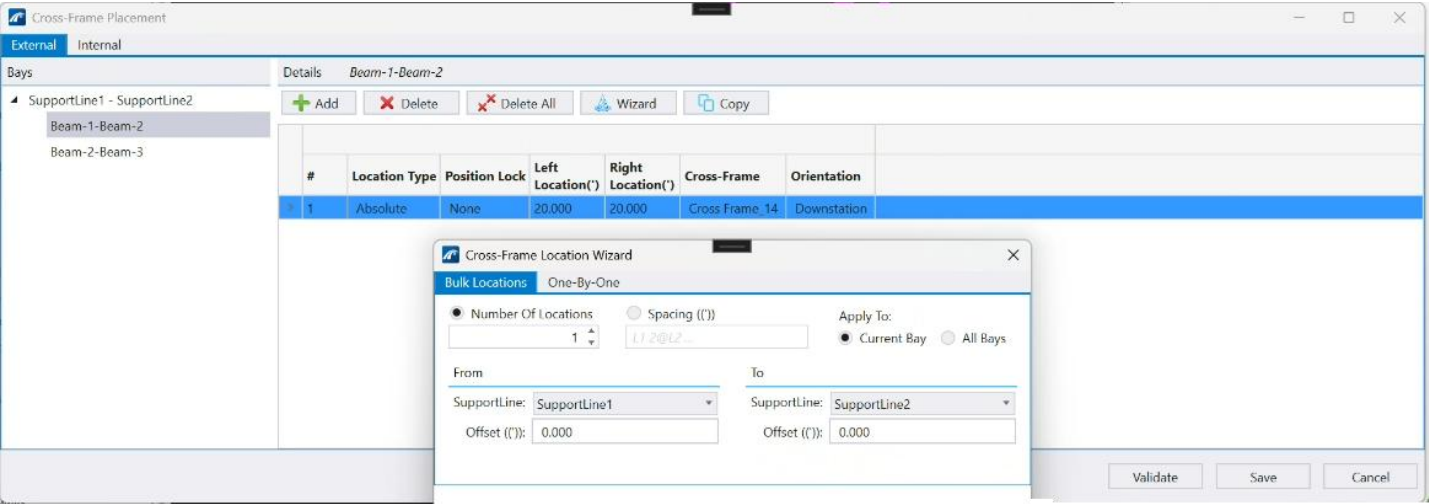 Cross-Frame Placement
External Internal
Bays
Details Beam-1-Beam-2
SupportLine1 - SupportLine2
Beam-1-Beam-2
Beam-2-Beam-3
Add Delete Delete All Wizard Copy
# Location Type Position Lock Left Location(') Right Location(') Cross-Frame Orientation
1 Absolute None 20.000 20.000 Cross Frame_14 Downstation
Cross-Frame Location Wizard
Bulk Locations One-By-One
Number Of Locations Spacing ((')) Apply To:
1 L1 2@L2 ... Current Bay All Bays
From To
SupportLine: SupportLine1 SupportLine: SupportLine2
Offset ((')): 0.000 Offset ((')): 0.000
Validate Save Cancel